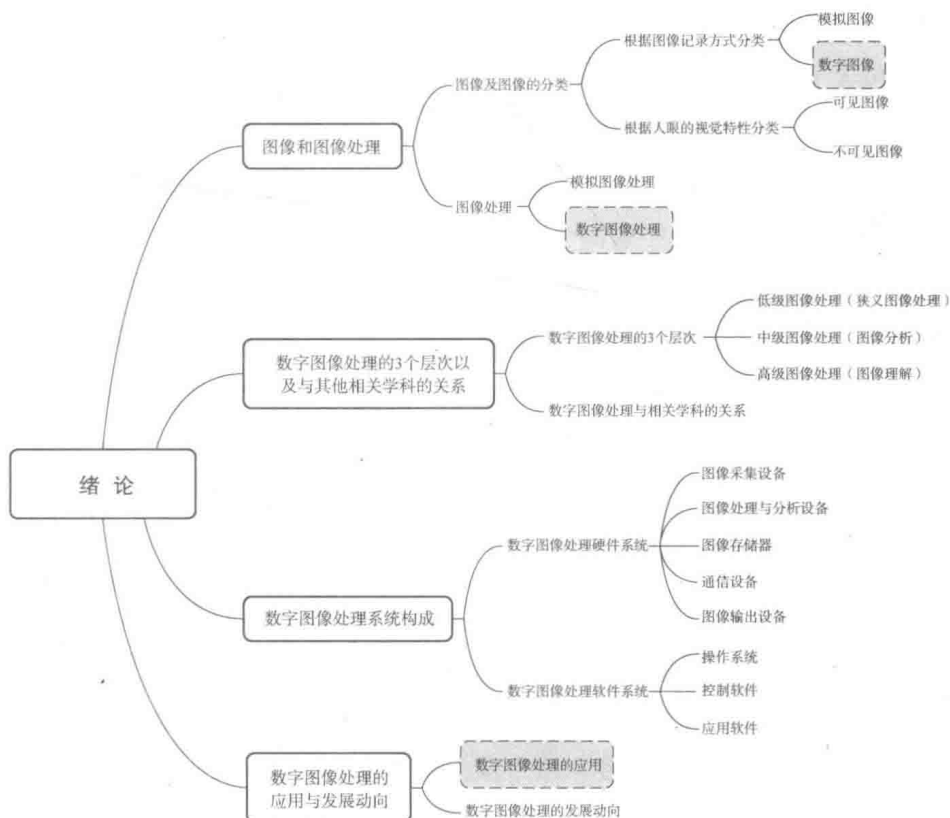 模拟图像
根据图像记录方式分类
数字图像
图像及图像的分类
可见图像
根据人眼的视觉特性分类
不可见图像
图像和图像处理
模拟图像处理
图像处理
数字图像处理
低级图像处理（狭义图像处理）
数字图像处理的3个层次
中级图像处理（图像分析）
高级图像处理（图像理解）
数字图像处理的3个层次以
及与其他相关学科的关系
数字图像处理与相关学科的关系
绪 论
图像采集设备
图像处理与分析设备
数字图像处理硬件系统
图像存储器
通信设备
图像输出设备
数字图像处理系统构成
操作系统
数字图像处理软件系统
控制软件
应用软件
数字图像处理的应用
数字图像处理的
应用与发展动向
数字图像处理的发展动向